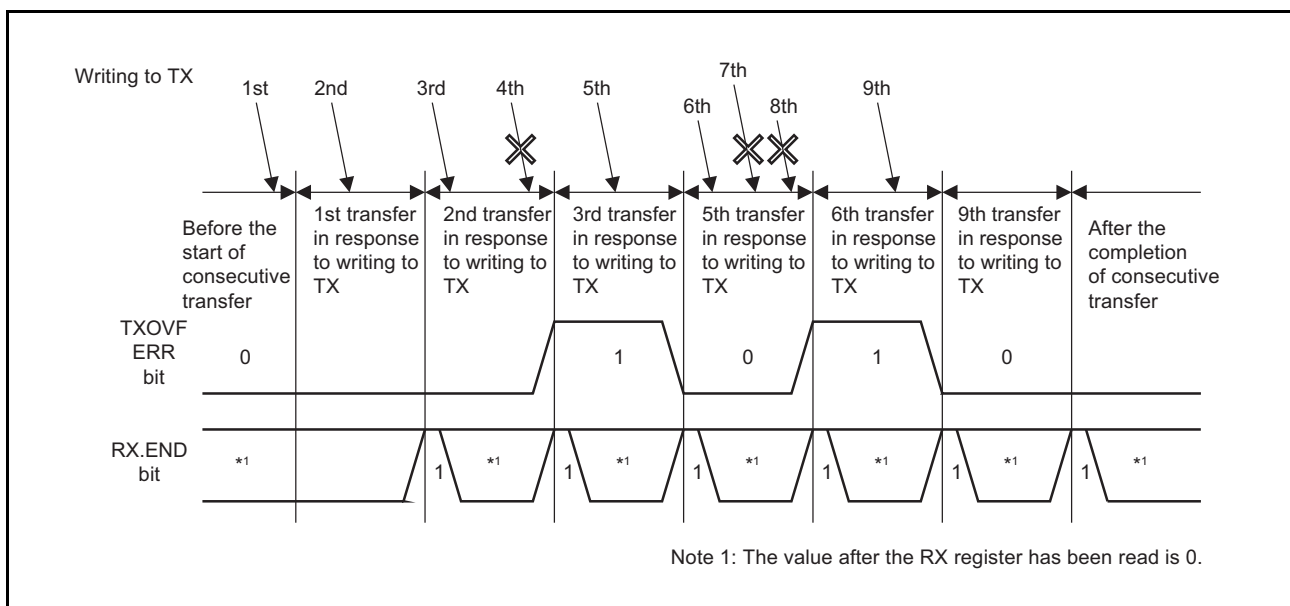 Writing to TX
1st
2nd
3rd
4th
5th
6th
7th
8th
9th
Before the
start of
consecutive
transfer
1st transfer
in response
to writing to
TX
2nd transfer
in response
to writing to
TX
3rd transfer
in response
to writing to
TX
5th transfer
in response
to writing to
TX
6th transfer
in response
to writing to
TX
9th transfer
in response
to writing to
TX
After the
completion
of consecutive
transfer
TXOVF
ERR
bit
0
1
0
1
0
RX.END
bit
*1
1
*1
1
*1
1
*1
1
*1
1
*1
1
*1
Note 1: The value after the RX register has been read is 0.